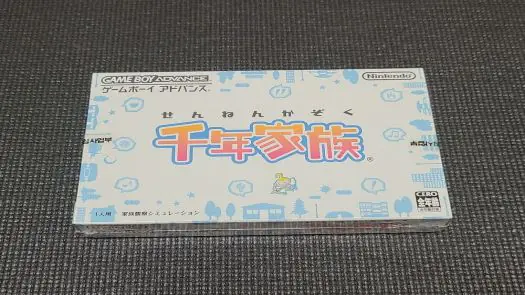 GAME BOY ADVANCE
ゲームボーイ アドバンス
Nintendo
せんねんかぞく
千年家族
®
1人用 家族観察シミュレーション
CERO
全年齢